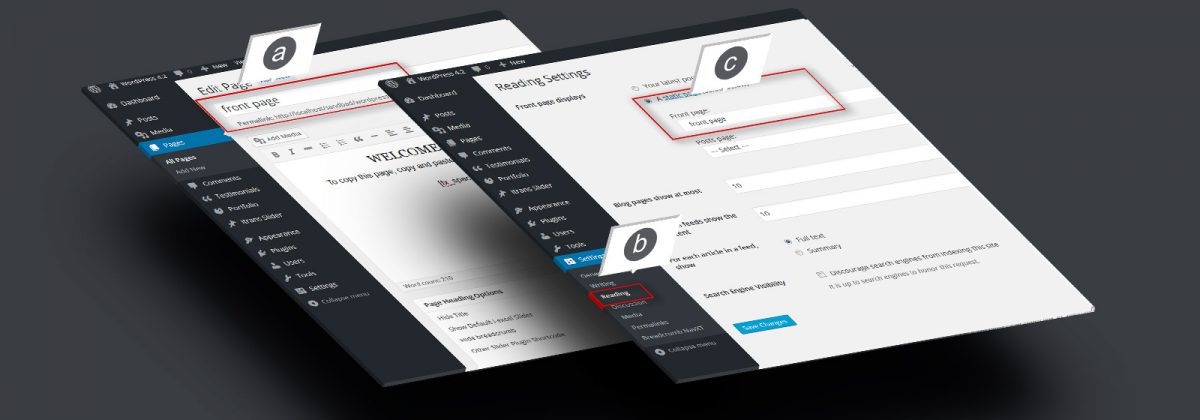 a
WordPress 4.2
0
+ New
Edit Page
front page
Permalink: http://localhost/sandbad/wordpress
Dashboard
Posts
Media
Pages
All Pages
Add New
Comments
Testimonials
Portfolio
itrans Slider
Appearance
Plugins
Users
Tools
Settings
Collapse menu
Add Media
B I
WELCOME
To copy this page, copy and paste
[tx_spac
Word count: 210
Page Heading Options
Hide Title
Show Default i-excel Slider
Hide breadcrumb
Other Slider Plugin Shortcode
WordPress 4.2
0
+ New
Dashboard
Posts
Media
Pages
Comments
Testimonials
Portfolio
itrans Slider
Appearance
Plugins
Users
Tools
Settings
b
Writing
Reading
Discussion
Media
Permalinks
Breadcrumb NavXT
Collapse menu
Reading Settings
c
Front page displays
Your latest
A static
Front page:
front page
Posts page:
-- Select --
Blog pages show at most
10
feeds show the
10
For each article in a feed,
show
Full text
Summary
Search Engine Visibility
Discourage search engines from indexing this site
It is up to search engines to honor this request.
Save Changes